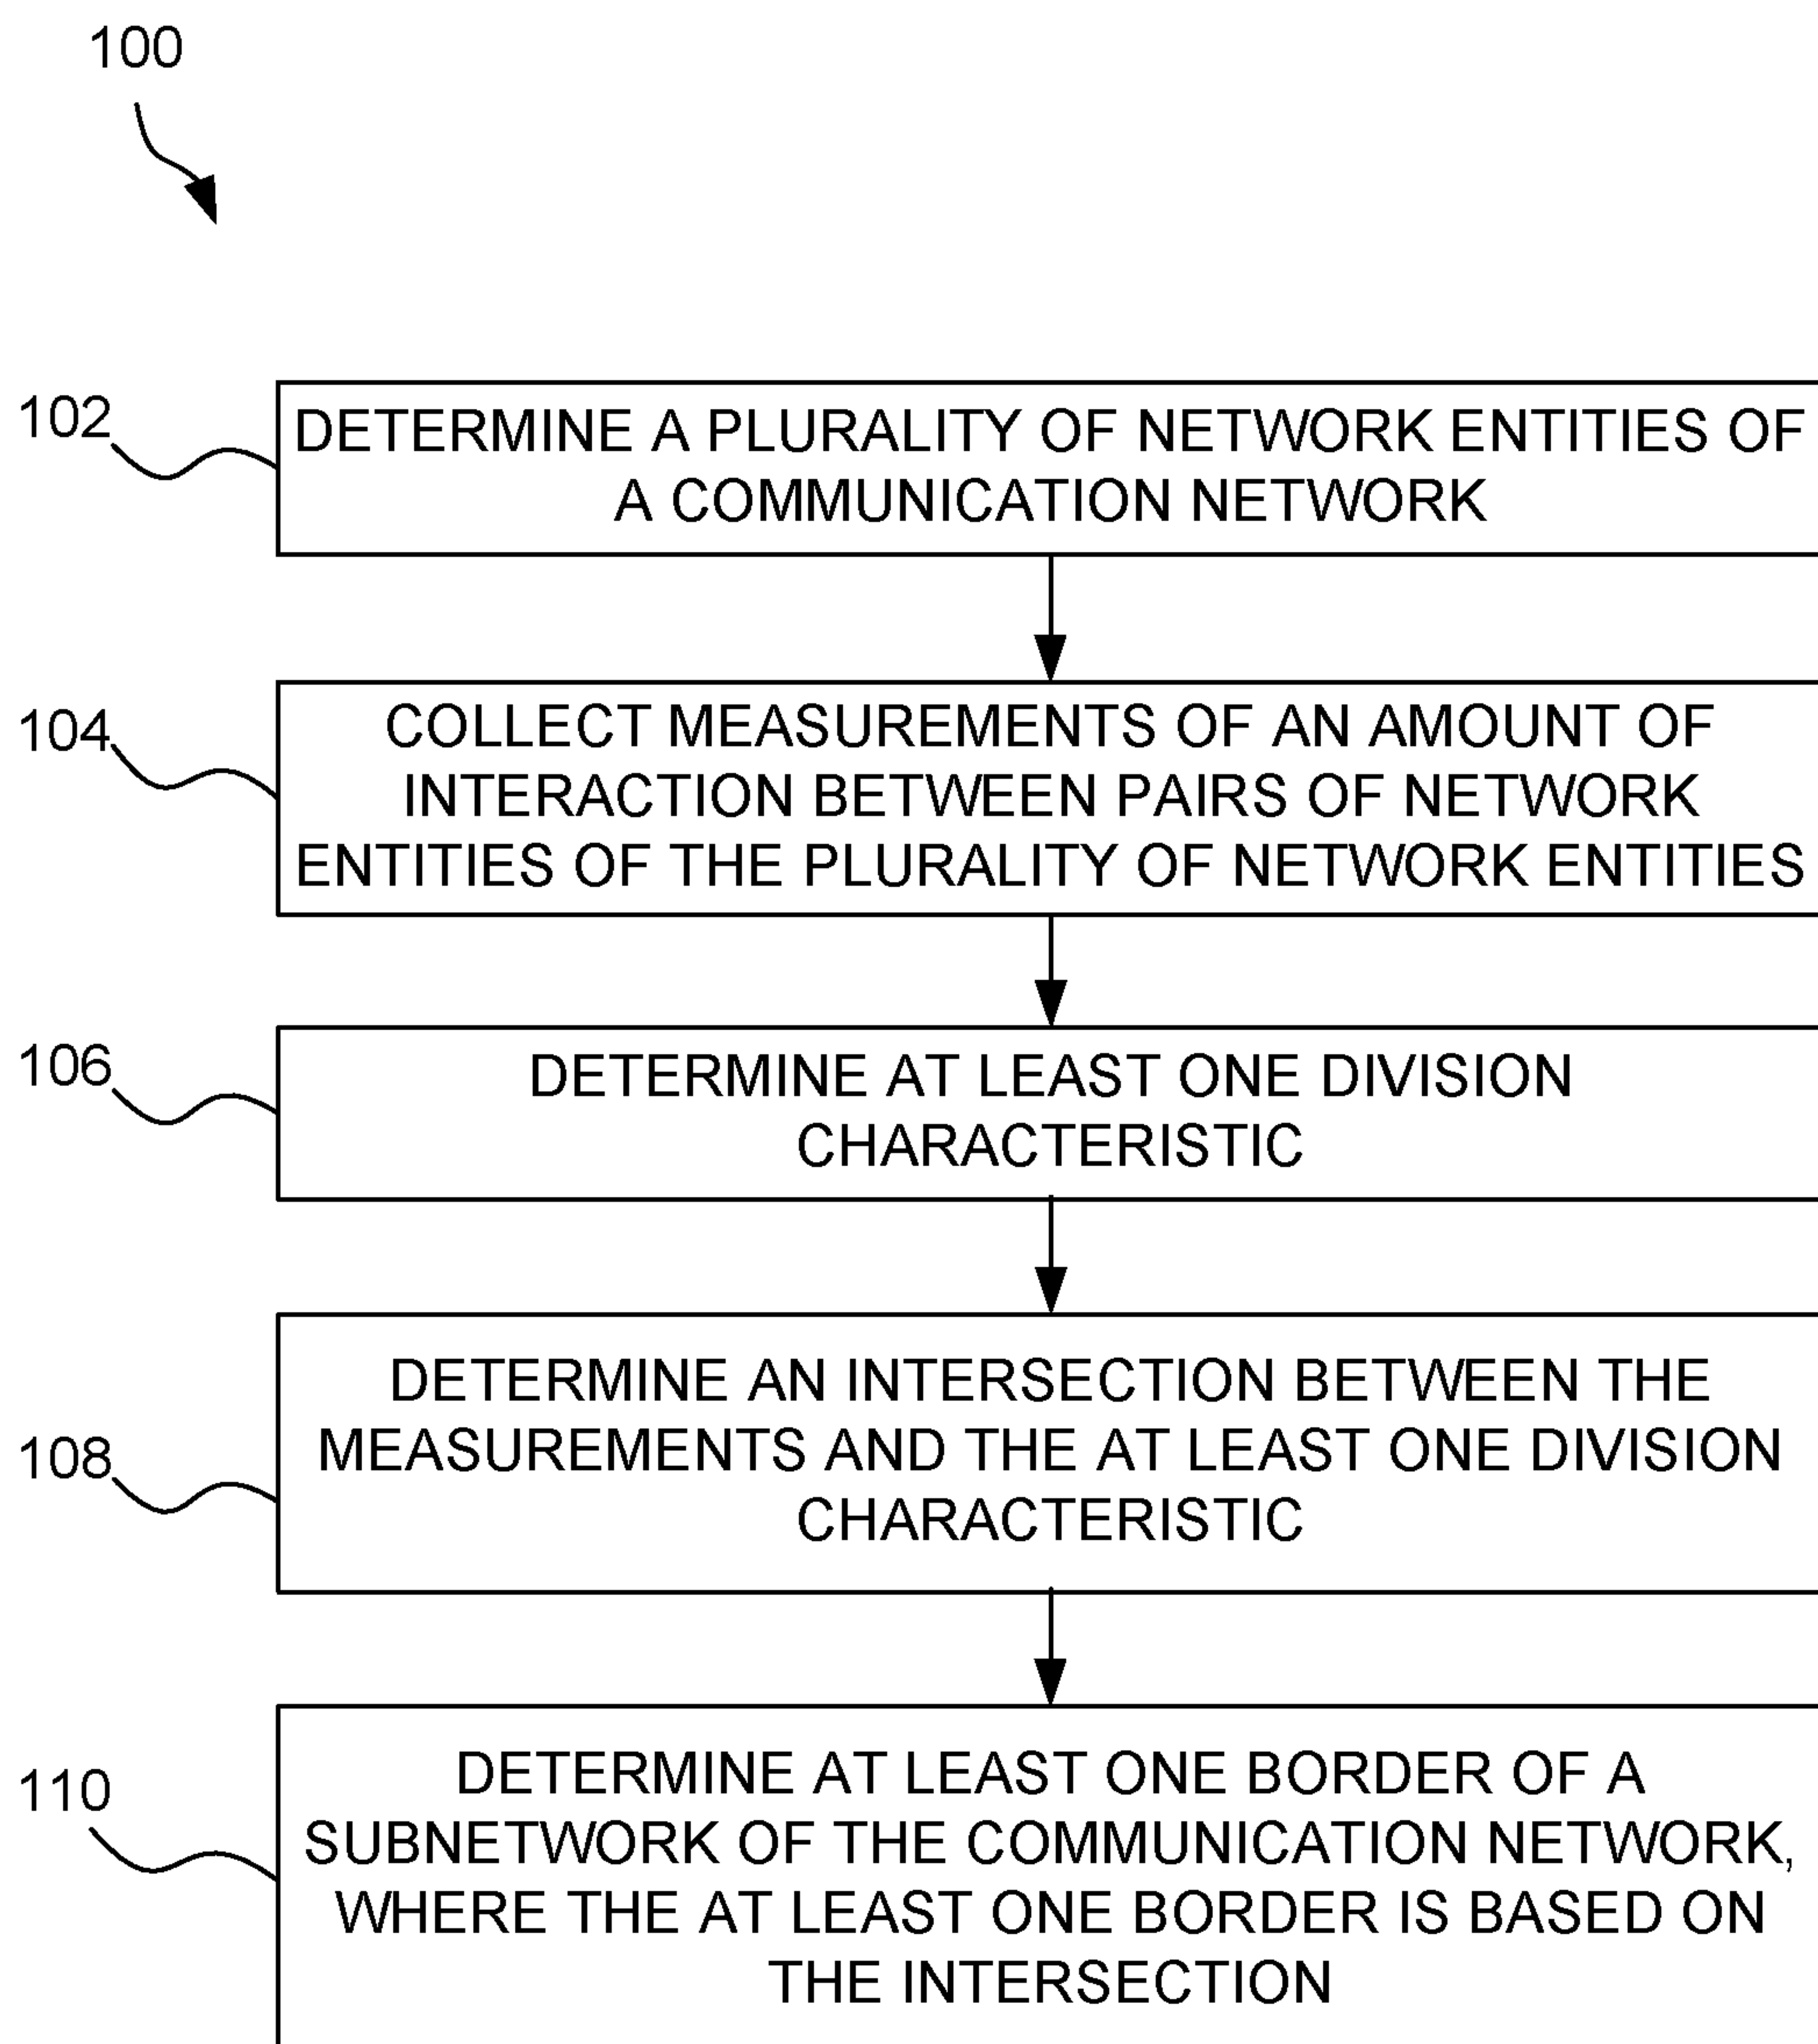 100
102
DETERMINE A PLURALITY OF NETWORK ENTITIES OF
A COMMUNICATION NETWORK
104
COLLECT MEASUREMENTS OF AN AMOUNT OF
INTERACTION BETWEEN PAIRS OF NETWORK
ENTITIES OF THE PLURALITY OF NETWORK ENTITIES
106
DETERMINE AT LEAST ONE DIVISION
CHARACTERISTIC
108
DETERMINE AN INTERSECTION BETWEEN THE
MEASUREMENTS AND THE AT LEAST ONE DIVISION
CHARACTERISTIC
110
DETERMINE AT LEAST ONE BORDER OF A
SUBNETWORK OF THE COMMUNICATION NETWORK,
WHERE THE AT LEAST ONE BORDER IS BASED ON
THE INTERSECTION